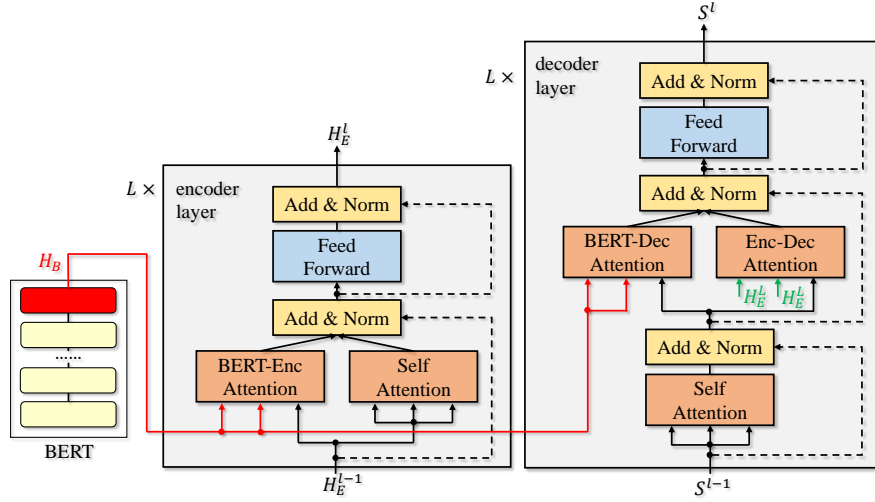 H_B
......
BERT
H_E^l
L ×
encoder
layer
Add & Norm
Feed
Forward
Add & Norm
BERT-Enc
Attention
Self
Attention
H_E^{l-1}
S^l
L ×
decoder
layer
Add & Norm
Feed
Forward
Add & Norm
BERT-Dec
Attention
Enc-Dec
Attention
H_E^L H_E^L
Add & Norm
Self
Attention
S^{l-1}